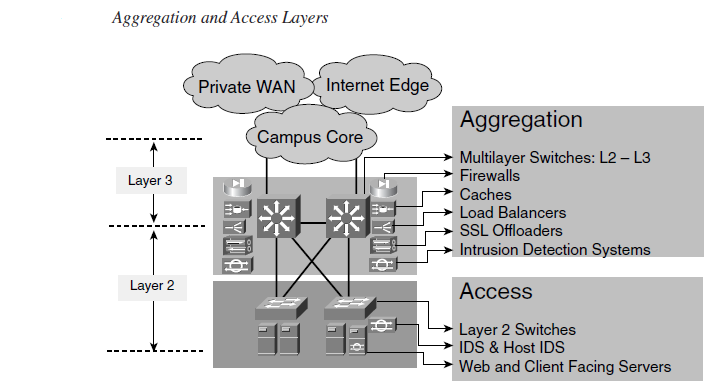 Aggregation and Access Layers
Private WAN
Internet Edge
Campus Core
Layer 3
Layer 2
Aggregation
Multilayer Switches: L2 – L3
Firewalls
Caches
Load Balancers
SSL Offloaders
Intrusion Detection Systems
Access
Layer 2 Switches
IDS & Host IDS
Web and Client Facing Servers